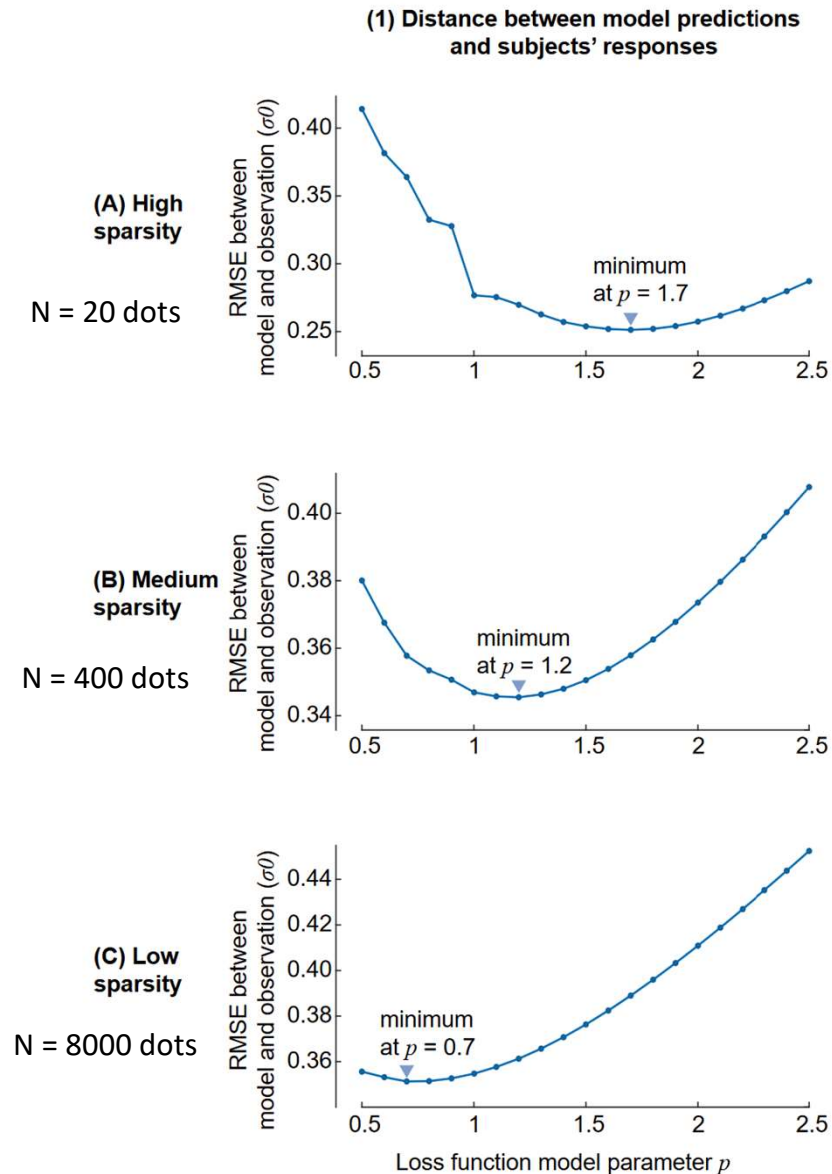 (1) Distance between model predictions
and subjects' responses
(A) High
sparsity
N = 20 dots
RMSE between
model and observation (σ0)
0.40
0.35
0.30
0.25
minimum
at p = 1.7
0.5 1 1.5 2 2.5
(B) Medium
sparsity
N = 400 dots
RMSE between
model and observation (σ0)
0.40
0.38
0.36
0.34
minimum
at p = 1.2
0.5 1 1.5 2 2.5
(C) Low
sparsity
N = 8000 dots
RMSE between
model and observation (σ0)
0.44
0.42
0.40
0.38
0.36
minimum
at p = 0.7
0.5 1 1.5 2 2.5
Loss function model parameter p